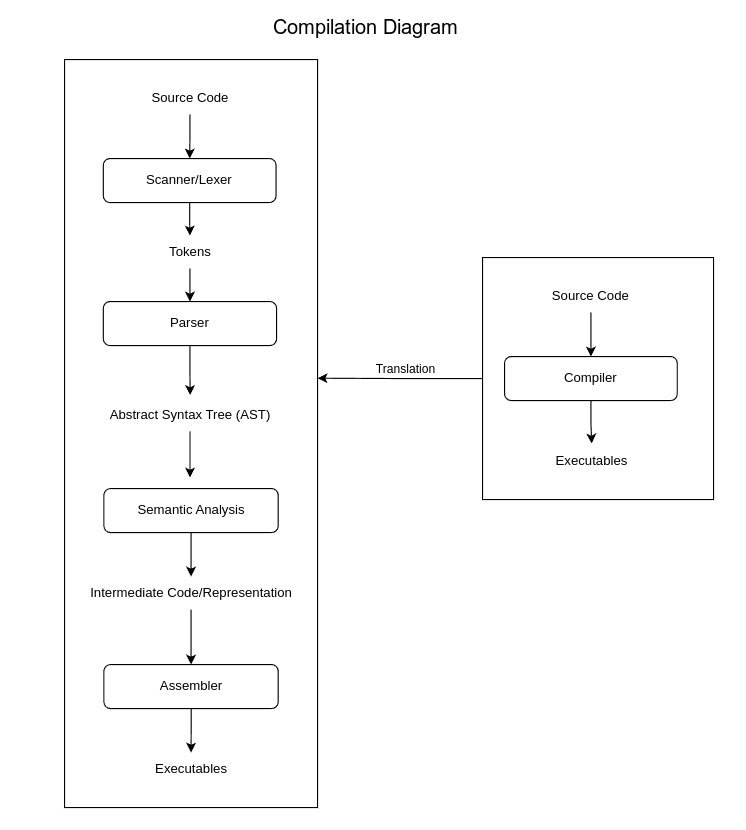 Compilation Diagram
Source Code
Scanner/Lexer
Tokens
Parser
Abstract Syntax Tree (AST)
Semantic Analysis
Intermediate Code/Representation
Assembler
Executables
Translation
Source Code
Compiler
Executables